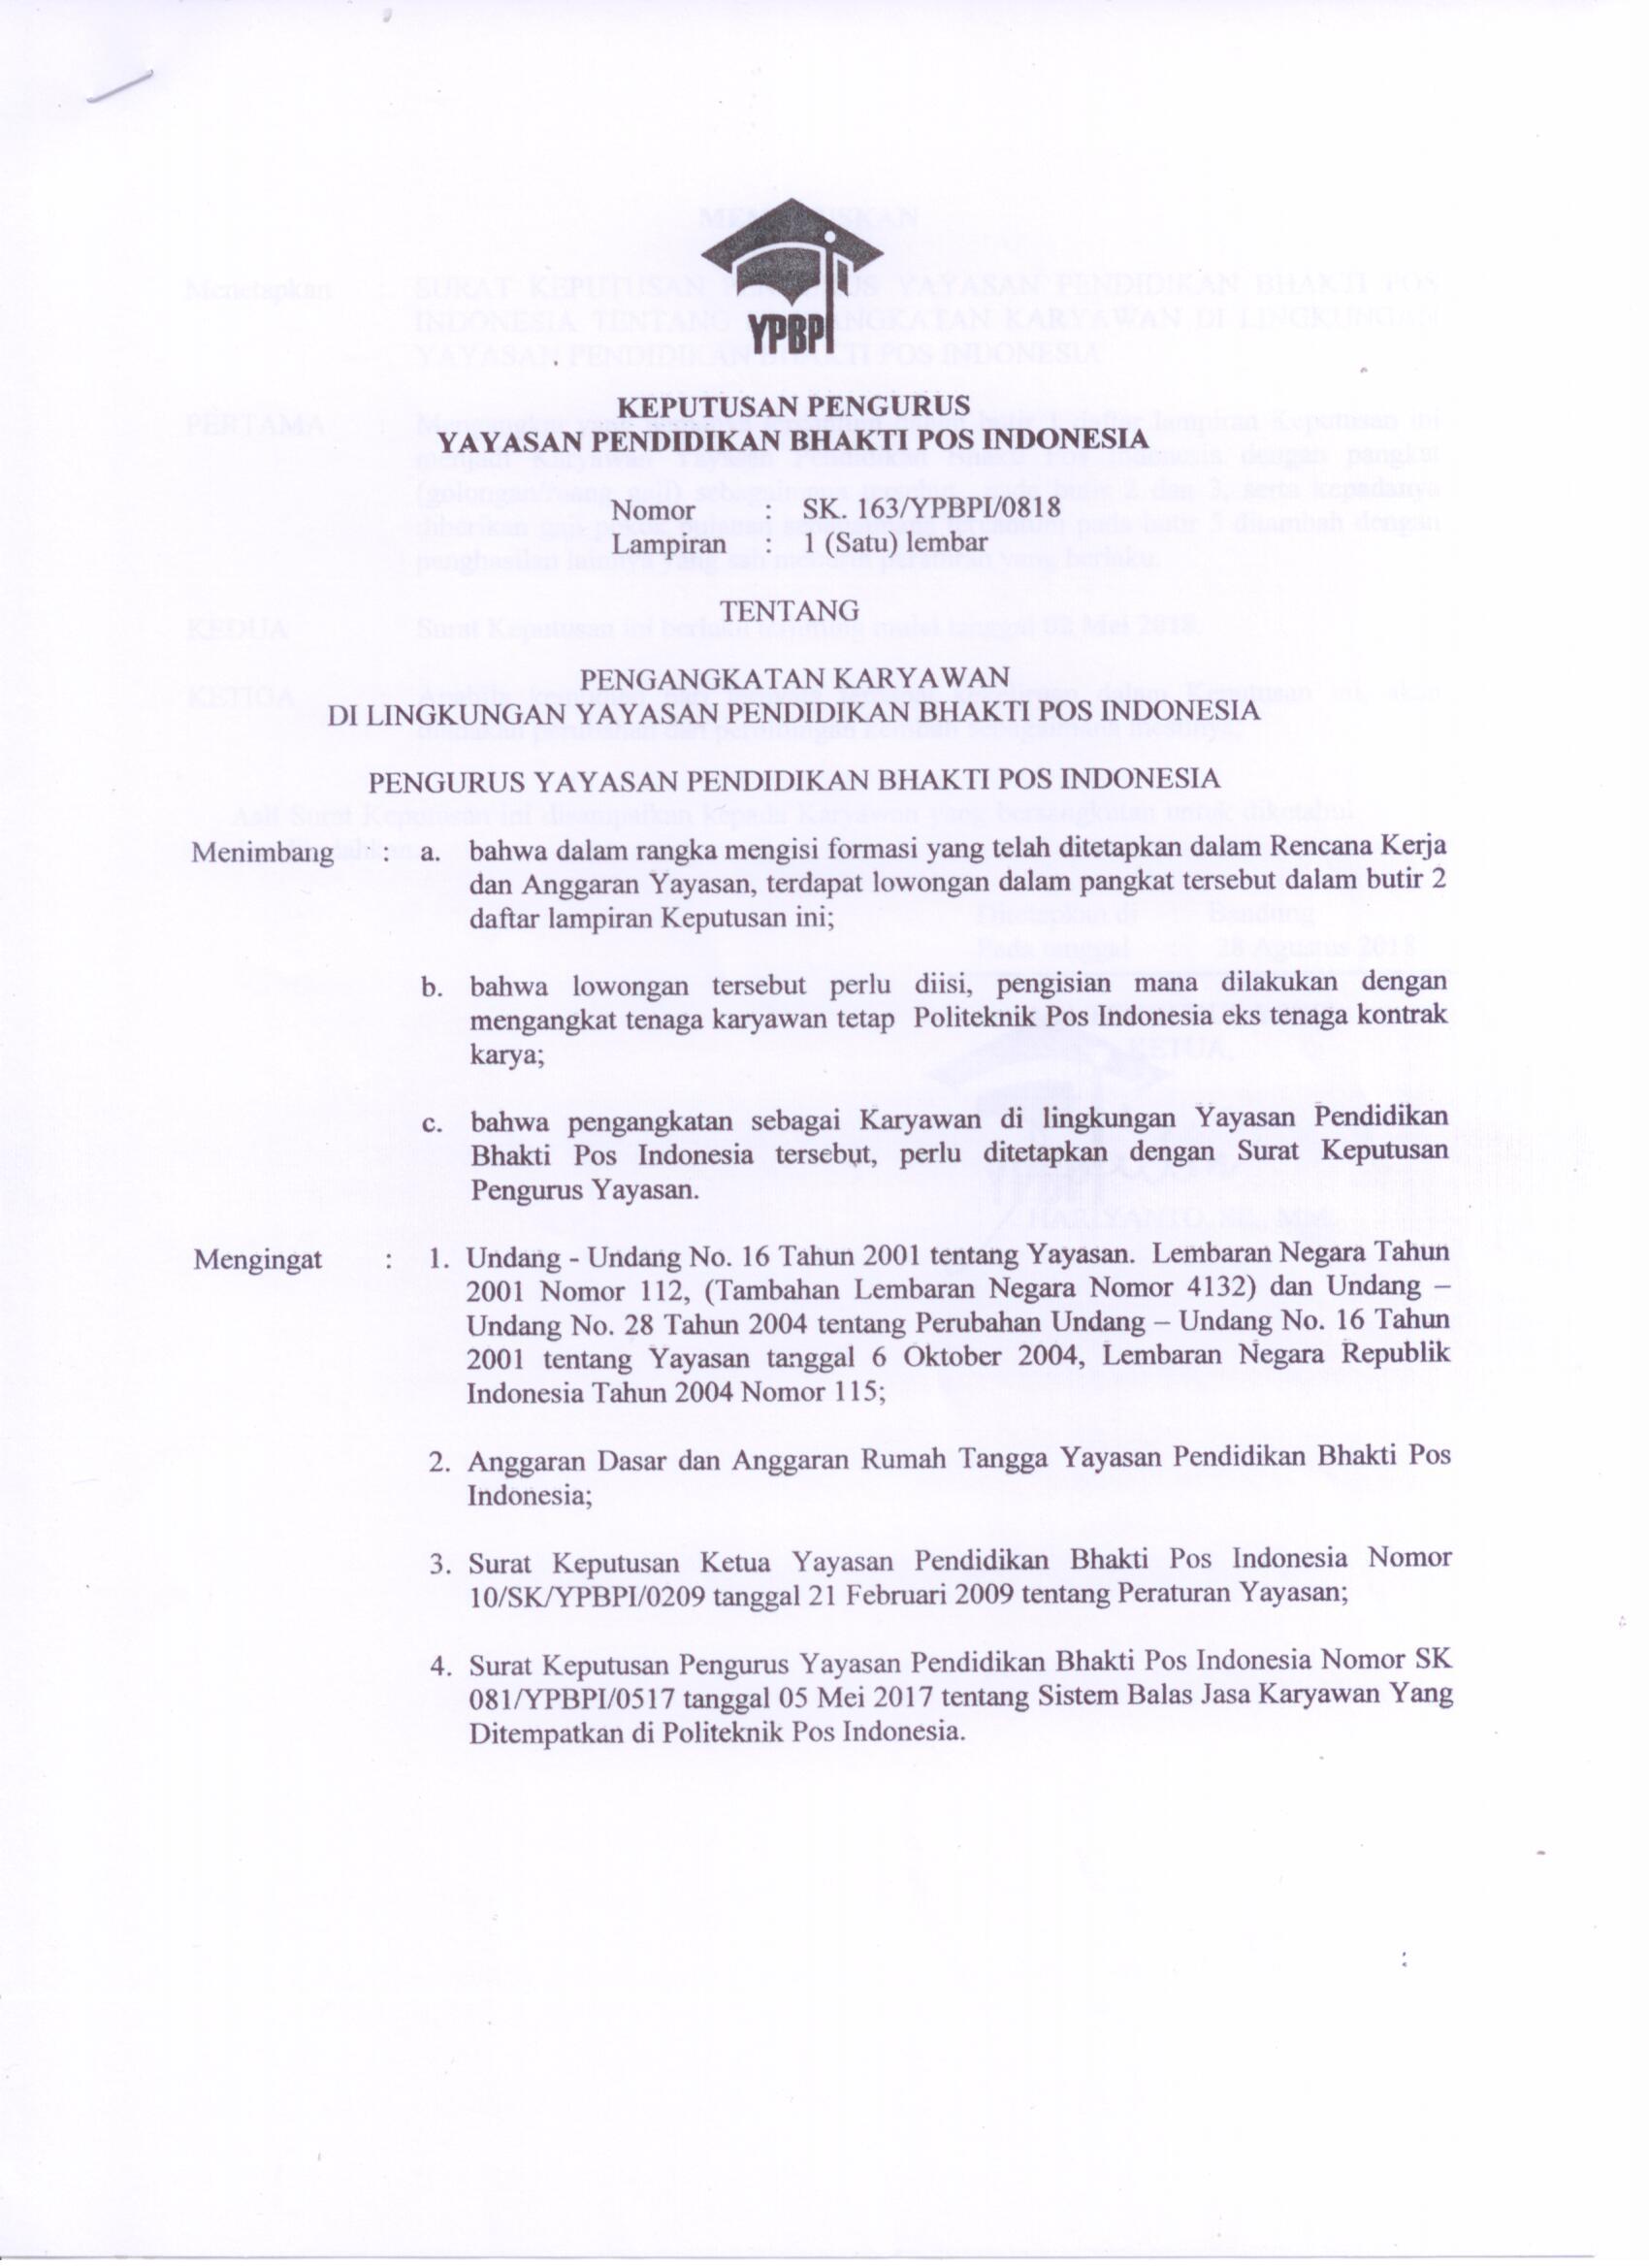 YPBPI
KEPUTUSAN PENGURUS
YAYASAN PENDIDIKAN BHAKTI POS INDONESIA
Nomor : SK. 163/YPBPI/0818
Lampiran : 1 (Satu) lembar
TENTANG
PENGANGKATAN KARYAWAN
DI LINGKUNGAN YAYASAN PENDIDIKAN BHAKTI POS INDONESIA
PENGURUS YAYASAN PENDIDIKAN BHAKTI POS INDONESIA
Menimbang : a. bahwa dalam rangka mengisi formasi yang telah ditetapkan dalam Rencana Kerja
dan Anggaran Yayasan, terdapat lowongan dalam pangkat tersebut dalam butir 2
daftar lampiran Keputusan ini;
b. bahwa lowongan tersebut perlu diisi, pengisian mana dilakukan dengan
mengangkat tenaga karyawan tetap Politeknik Pos Indonesia eks tenaga kontrak
karya;
c. bahwa pengangkatan sebagai Karyawan di lingkungan Yayasan Pendidikan
Bhakti Pos Indonesia tersebut, perlu ditetapkan dengan Surat Keputusan
Pengurus Yayasan.
Mengingat : 1. Undang - Undang No. 16 Tahun 2001 tentang Yayasan. Lembaran Negara Tahun
2001 Nomor 112, (Tambahan Lembaran Negara Nomor 4132) dan Undang –
Undang No. 28 Tahun 2004 tentang Perubahan Undang – Undang No. 16 Tahun
2001 tentang Yayasan tanggal 6 Oktober 2004, Lembaran Negara Republik
Indonesia Tahun 2004 Nomor 115;
2. Anggaran Dasar dan Anggaran Rumah Tangga Yayasan Pendidikan Bhakti Pos
Indonesia;
3. Surat Keputusan Ketua Yayasan Pendidikan Bhakti Pos Indonesia Nomor
10/SK/YPBPI/0209 tanggal 21 Februari 2009 tentang Peraturan Yayasan;
4. Surat Keputusan Pengurus Yayasan Pendidikan Bhakti Pos Indonesia Nomor SK
081/YPBPI/0517 tanggal 05 Mei 2017 tentang Sistem Balas Jasa Karyawan Yang
Ditempatkan di Politeknik Pos Indonesia.